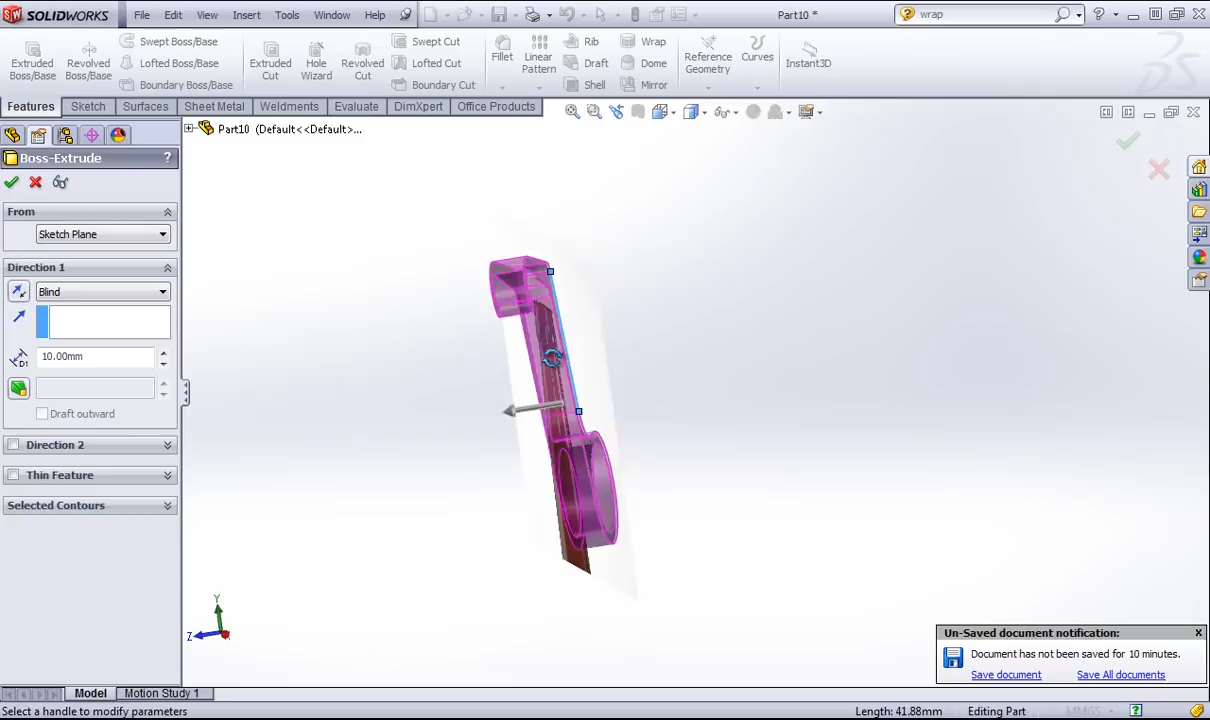 SOLIDWORKS File Edit View Insert Tools Window Help Part10 * wrap
Extruded Boss/Base
Revolved Boss/Base
Swept Boss/Base
Lofted Boss/Base
Boundary Boss/Base
Extruded Cut
Hole Wizard
Revolved Cut
Swept Cut
Lofted Cut
Boundary Cut
Fillet
Linear Pattern
Rib
Draft
Shell
Wrap
Dome
Mirror
Reference Geometry
Curves
Instant3D
Features Sketch Surfaces Sheet Metal Weldments Evaluate DimXpert Office Products
Part10 (Default<<Default>...
Boss-Extrude ?
From
Sketch Plane
Direction 1
Blind
D1 10.00mm
Draft outward
Direction 2
Thin Feature
Selected Contours
Y
Z
Un-Saved document notification: x
Document has not been saved for 10 minutes.
Save document Save All documents
Model Motion Study 1
Select a handle to modify parameters Length: 41.88mm Editing Part MMGS